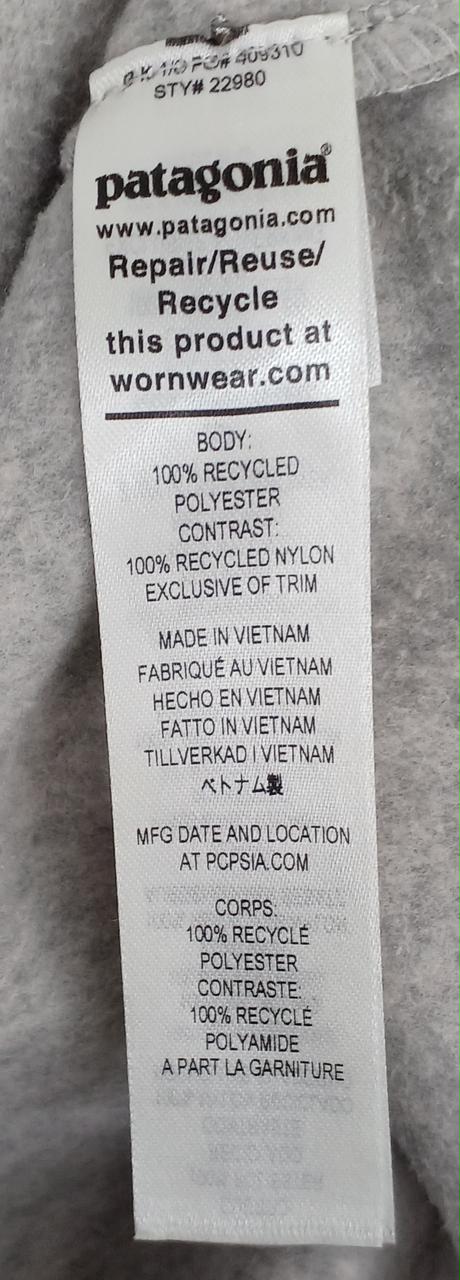 PO# 409310
STY# 22980
patagonia®
www.patagonia.com
Repair/Reuse/
Recycle
this product at
wornwear.com
BODY:
100% RECYCLED
POLYESTER
CONTRAST:
100% RECYCLED NYLON
EXCLUSIVE OF TRIM
MADE IN VIETNAM
FABRIQUÉ AU VIETNAM
HECHO EN VIETNAM
FATTO IN VIETNAM
TILLVERKAD I VIETNAM
ベトナム製
MFG DATE AND LOCATION
AT PCPSIA.COM
CORPS:
100% RECYCLÉ
POLYESTER
CONTRASTE:
100% RECYCLÉ
POLYAMIDE
A PART LA GARNITURE